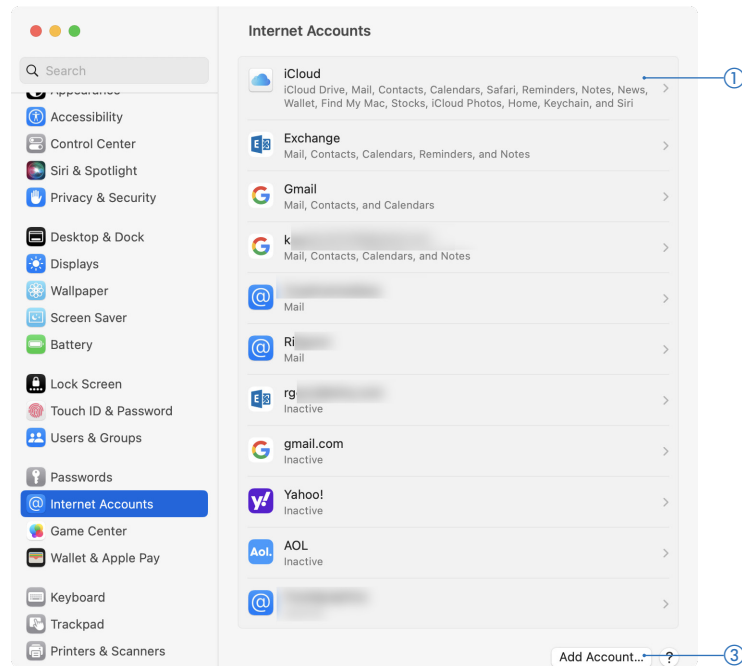 Internet Accounts
Search
Appearance
Accessibility
Control Center
Siri & Spotlight
Privacy & Security
Desktop & Dock
Displays
Wallpaper
Screen Saver
Battery
Lock Screen
Touch ID & Password
Users & Groups
Passwords
Internet Accounts
Game Center
Wallet & Apple Pay
Keyboard
Trackpad
Printers & Scanners
iCloud
iCloud Drive, Mail, Contacts, Calendars, Safari, Reminders, Notes, News,
Wallet, Find My Mac, Stocks, iCloud Photos, Home, Keychain, and Siri
1
Exchange
Mail, Contacts, Calendars, Reminders, and Notes
Gmail
Mail, Contacts, and Calendars
Mail, Contacts, Calendars, and Notes
Mail
Mail
Inactive
gmail.com
Inactive
y!
Yahoo!
Inactive
Aol.
AOL
Inactive
Add Account...
?
3